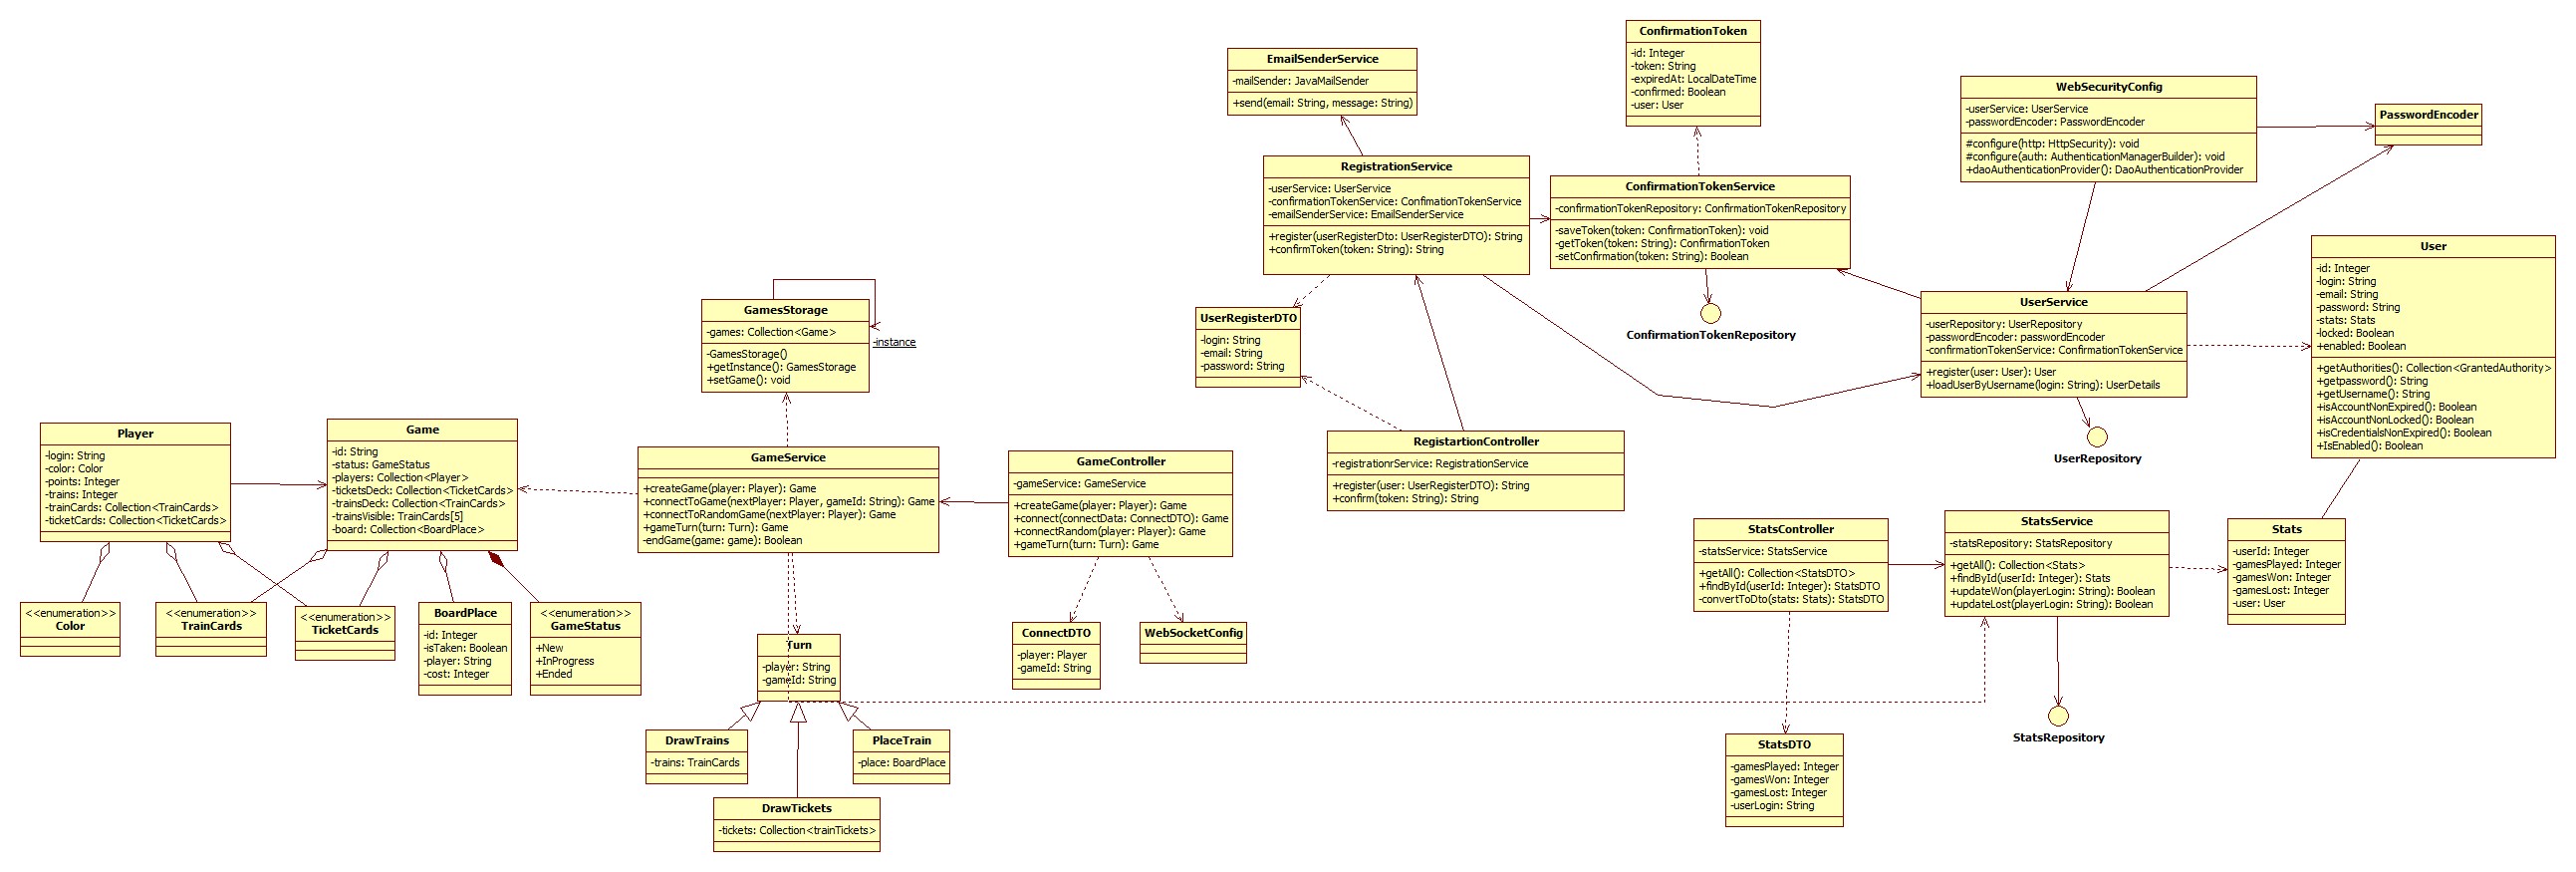 ConfirmationToken
-id: Integer
-token: String
-expiredAt: LocalDateTime
-confirmed: Boolean
-user: User
EmailSenderService
-mailSender: JavaMailSender
+send(email: String, message: String)
WebSecurityConfig
-userService: UserService
-passwordEncoder: PasswordEncoder
#configure(http: HttpSecurity): void
#configure(auth: AuthenticationManagerBuilder): void
+daoAuthenticationProvider(): DaoAuthenticationProvider
PasswordEncoder
RegistrationService
-userService: UserService
-confirmationTokenService: ConfimationTokenService
-emailSenderService: EmailSenderService
+register(userRegisterDto: UserRegisterDTO): String
+confirmToken(token: String): String
ConfirmationTokenService
-confirmationTokenRepository: ConfirmationTokenRepository
-saveToken(token: ConfirmationToken): void
-getToken(token: String): ConfirmationToken
-setConfirmation(token: String): Boolean
User
-id: Integer
-login: String
-email: String
-password: String
-stats: Stats
-locked: Boolean
+enabled: Boolean
+getAuthorities(): Collection<GrantedAuthority>
+getpassword(): String
+getUsername(): String
+isAccountNonExpired(): Boolean
+isAccountNonLocked(): Boolean
+isCredentialsNonExpired(): Boolean
+IsEnabled(): Boolean
GamesStorage
-games: Collection<Game>
-GamesStorage()
+getInstance(): GamesStorage
+setGame(): void
-instance
UserRegisterDTO
-login: String
-email: String
-password: String
ConfirmationTokenRepository
UserService
-userRepository: UserRepository
-passwordEncoder: passwordEncoder
-confirmationTokenService: ConfirmationTokenService
+register(user: User): User
+loadUserByUsername(login: String): UserDetails
UserRepository
Player
-login: String
-color: Color
-points: Integer
-trains: Integer
-trainCards: Collection<TrainCards>
-ticketCards: Collection<TicketCards>
Game
-id: String
-status: GameStatus
-players: Collection<Player>
-ticketsDeck: Collection<TicketCards>
-trainsDeck: Collection<TrainCards>
-trainsVisible: TrainCards[5]
-board: Collection<BoardPlace>
GameService
+createGame(player: Player): Game
+connectToGame(nextPlayer: Player, gameId: String): Game
+connectToRandomGame(nextPlayer: Player): Game
+gameTurn(turn: Turn): Game
-endGame(game: game): Boolean
GameController
-gameService: GameService
+createGame(player: Player): Game
+connect(connectData: ConnectDTO): Game
+connectRandom(player: Player): Game
+gameTurn(turn: Turn): Game
RegistartionController
-registrationrService: RegistrationService
+register(user: UserRegisterDTO): String
+confirm(token: String): String
StatsController
-statsService: StatsService
+getAll(): Collection<StatsDTO>
+findById(userId: Integer): StatsDTO
-convertToDto(stats: Stats): StatsDTO
StatsService
-statsRepository: StatsRepository
+getAll(): Collection<Stats>
+findById(userId: Integer): Stats
+updateWon(playerLogin: String): Boolean
+updateLost(playerLogin: String): Boolean
Stats
-userId: Integer
-gamesPlayed: Integer
-gamesWon: Integer
-gamesLost: Integer
-user: User
<<enumeration>>
Color
<<enumeration>>
TrainCards
<<enumeration>>
TicketCards
BoardPlace
-id: Integer
-isTaken: Boolean
-player: String
-cost: Integer
<<enumeration>>
GameStatus
+New
+InProgress
+Ended
Turn
-player: String
-gameId: String
ConnectDTO
-player: Player
-gameId: String
WebSocketConfig
DrawTrains
-trains: TrainCards
PlaceTrain
-place: BoardPlace
DrawTickets
-tickets: Collection<trainTickets>
StatsRepository
StatsDTO
-gamesPlayed: Integer
-gamesWon: Integer
-gamesLost: Integer
-userLogin: String